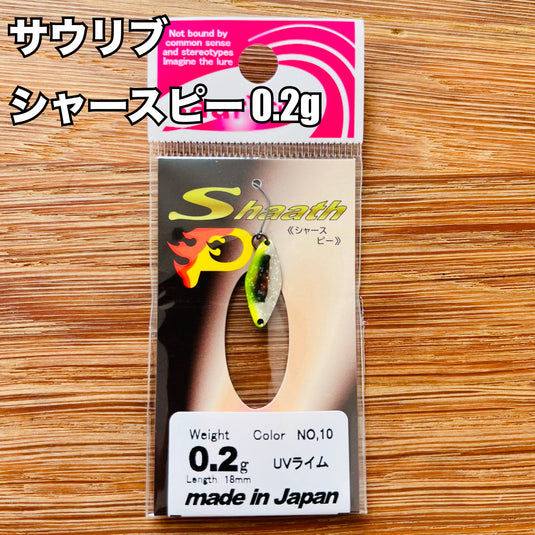 サウリブ
シャースピー 0.2g
Not bound by
common sense
and stereotypes
Imagine the lure
Shaath
P
《シャース
ピー》
Weight Color NO,10
0.2g UVライム
Length 18mm
made in Japan